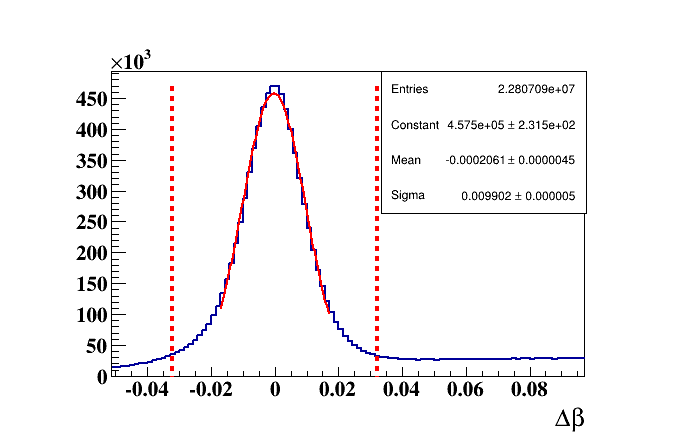 ×10³
450
400
350
300
250
200
150
100
50
0
-0.04 -0.02 0 0.02 0.04 0.06 0.08
Δβ
Entries 2.280709e+07
Constant 4.575e+05 ± 2.315e+02
Mean -0.0002061 ± 0.0000045
Sigma 0.009902 ± 0.000005